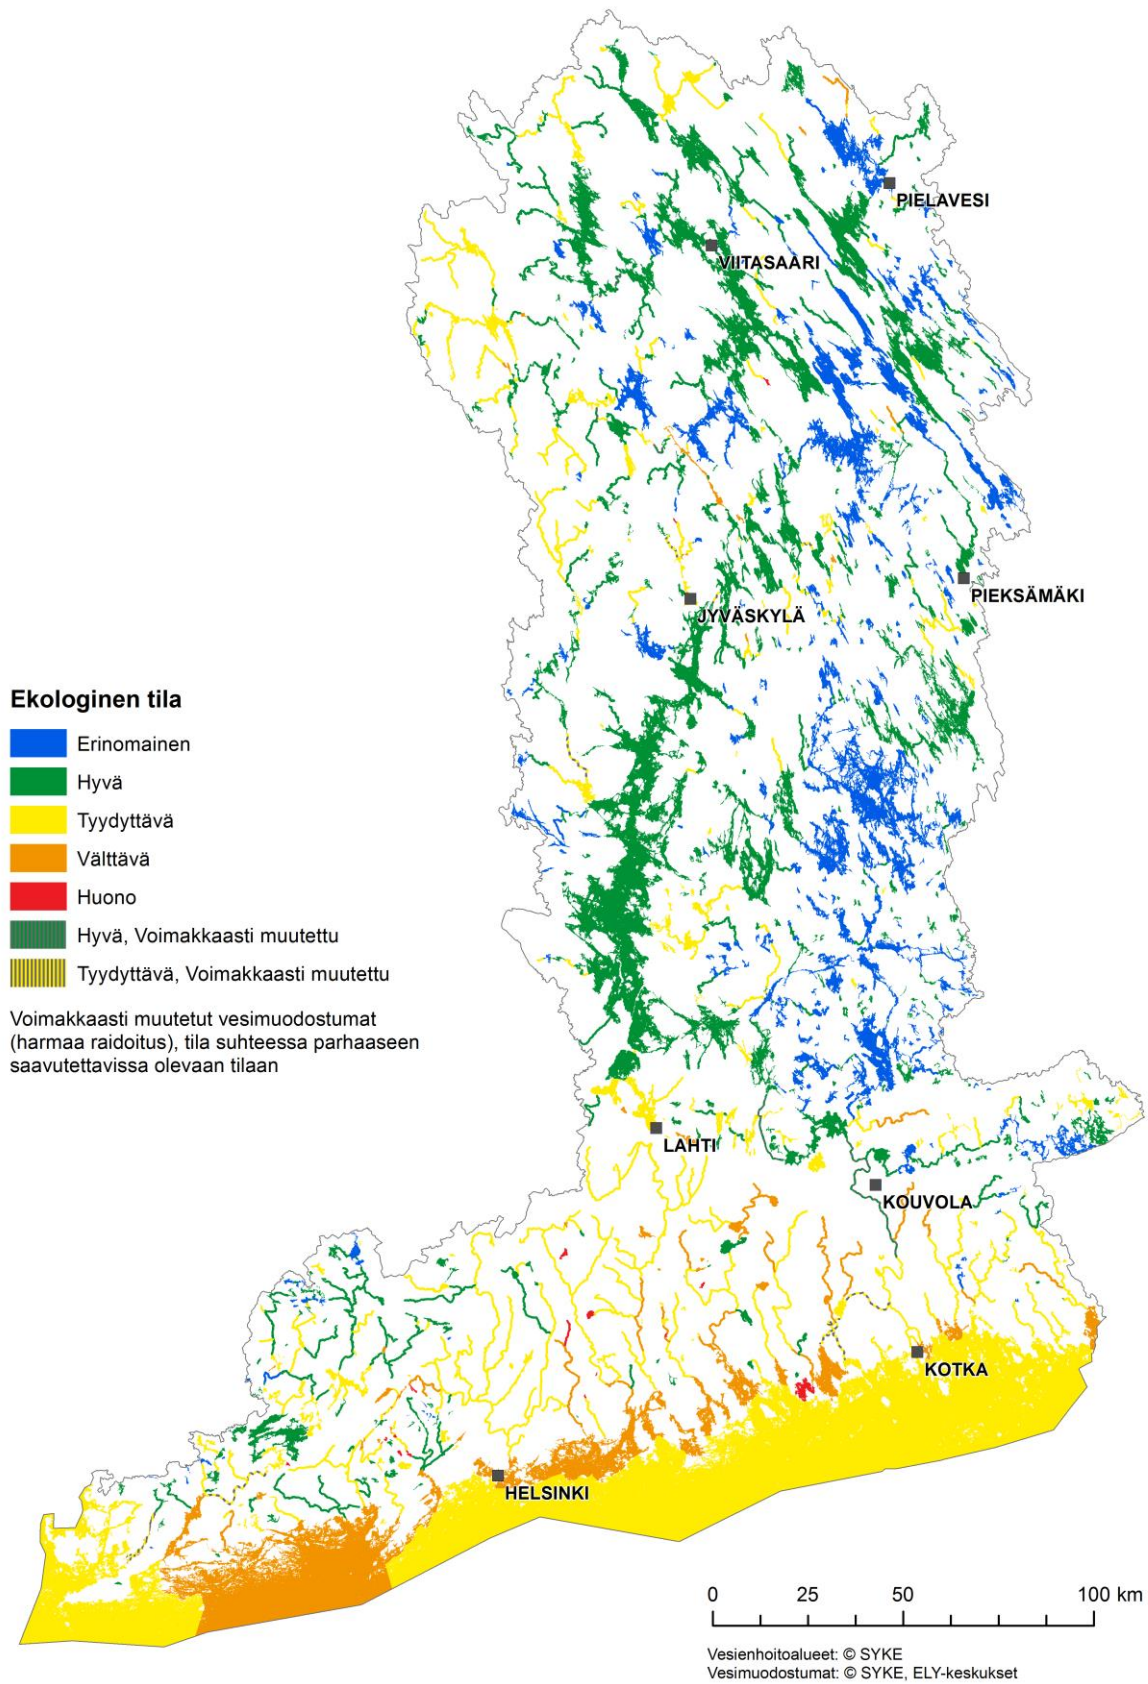 PIELAVESI
VIITASAARI
PIEKSÄMÄKI
JYVÄSKYLÄ
Ekologinen tila
Erinomainen
Hyvä
Tyydyttävä
Välttävä
Huono
Hyvä, Voimakkaasti muutettu
Tyydyttävä, Voimakkaasti muutettu
Voimakkaasti muutetut vesimuodostumat
(harmaa raidoitus), tila suhteessa parhaaseen
saavutettavissa olevaan tilaan
LAHTI
KOUVOLA
KOTKA
HELSINKI
0 25 50 100 km
Vesienhoitoalueet: © SYKE
Vesimuodostumat: © SYKE, ELY-keskukset